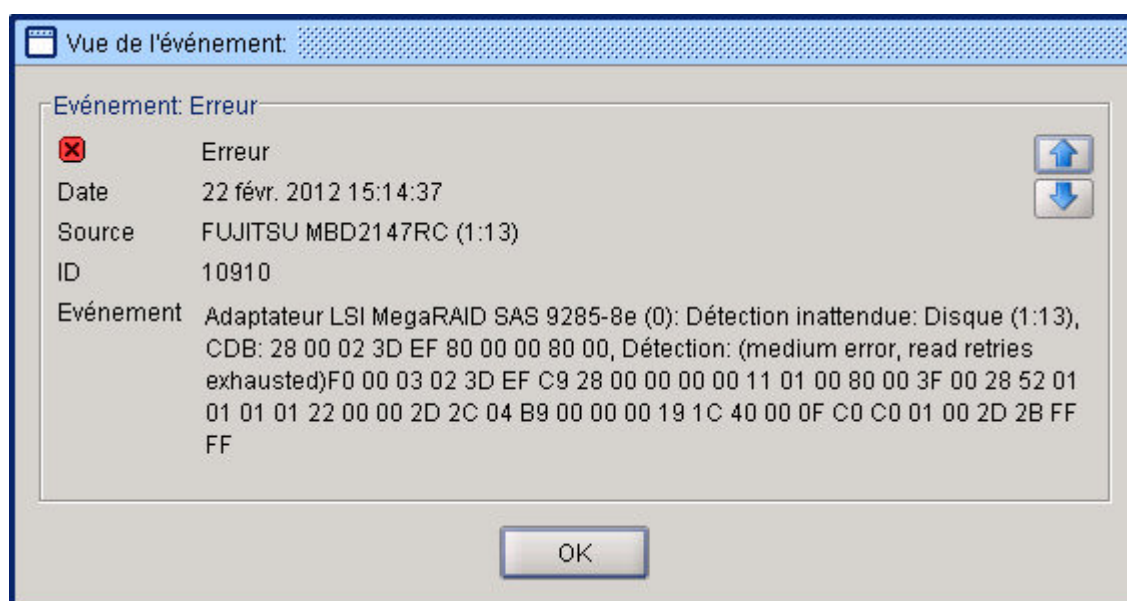 Vue de l'événement:
Evénement: Erreur
Erreur
Date 22 févr. 2012 15:14:37
Source FUJITSU MBD2147RC (1:13)
ID 10910
Evénement Adaptateur LSI MegaRAID SAS 9285-8e (0): Détection inattendue: Disque (1:13),
CDB: 28 00 02 3D EF 80 00 00 80 00, Détection: (medium error, read retries
exhausted)F0 00 03 02 3D EF C9 28 00 00 00 00 11 01 00 80 00 3F 00 28 52 01
01 01 01 22 00 00 2D 2C 04 B9 00 00 00 19 1C 40 00 0F C0 C0 01 00 2D 2B FF
FF
OK